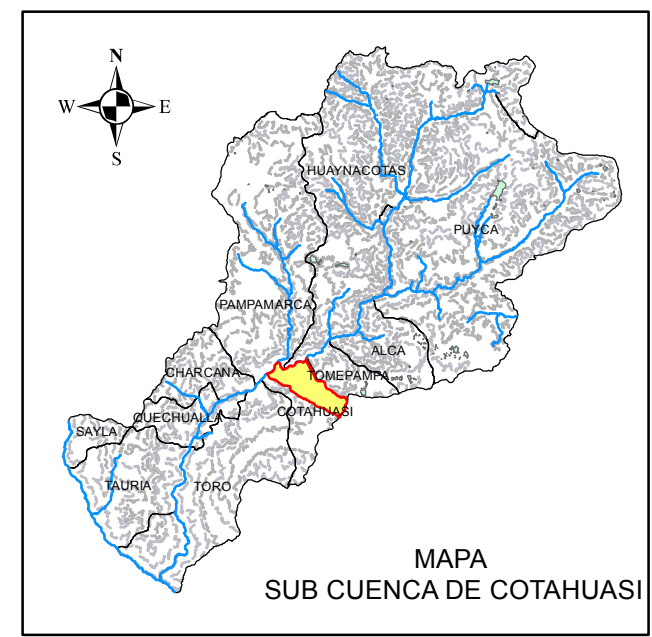 N
W E
S
HUAYNACOTAS
PUYCA
PAMPAMARCA
ALCA
CHARCANA
TOMEPAMPA
COTAHUASI
QUECHUALLA
SAYLA
TAURIA
TORO
MAPA
SUB CUENCA DE COTAHUASI